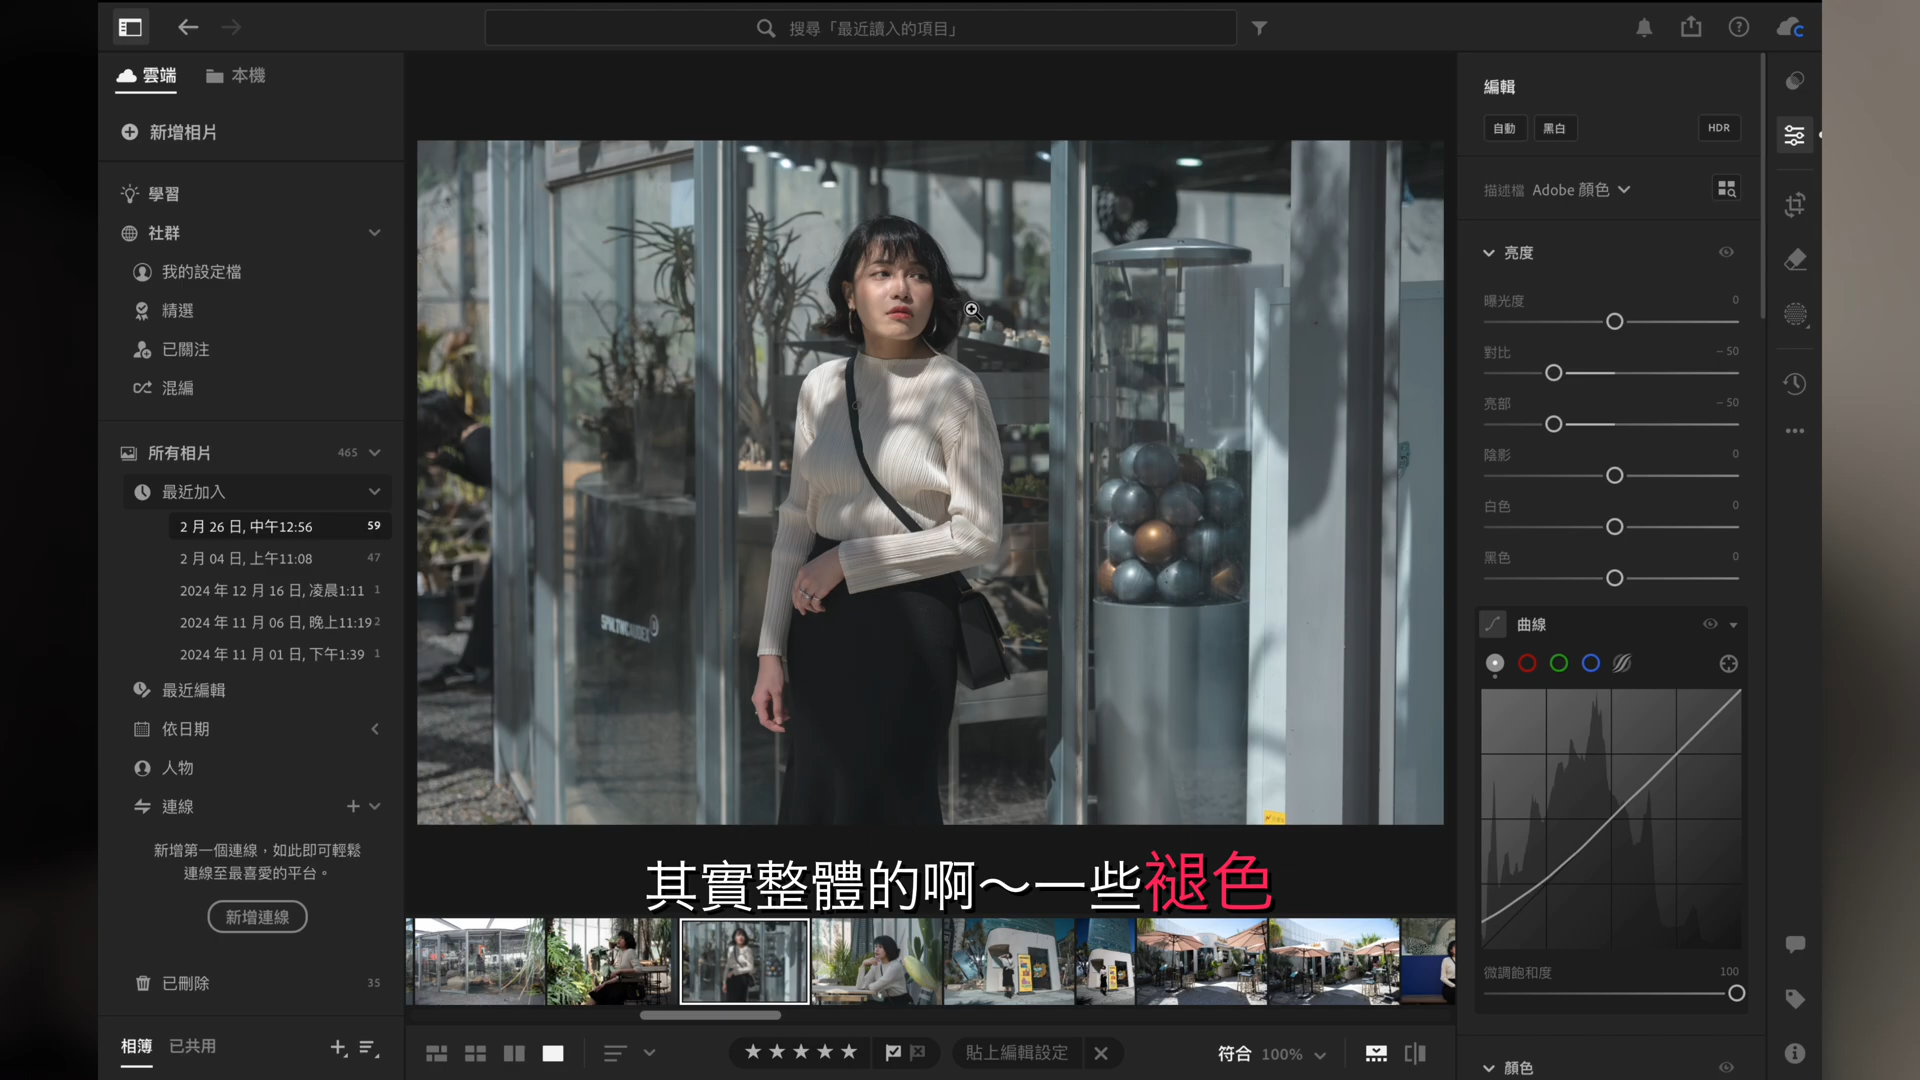 搜尋「最近讀入的項目」
雲端
本機
新增相片
學習
社群
我的設定檔
精選
已關注
混編
所有相片 465
最近加入
2 月 26 日, 中午12:56 59
2 月 04 日, 上午11:08 47
2024 年 12 月 16 日, 凌晨1:11 1
2024 年 11 月 06 日, 晚上11:19 2
2024 年 11 月 01 日, 下午1:39 1
最近編輯
依日期
人物
連線
新增第一個連線，如此即可輕鬆
連線至最喜愛的平台。
新增連線
已刪除 35
相簿 已共用
其實整體的啊～一些褪色
貼上編輯設定
符合 100%
編輯
自動 黑白 HDR
描述檔 Adobe 顏色
亮度
曝光度 0
對比 – 50
亮部 – 50
陰影 0
白色 0
黑色 0
曲線
微調飽和度 100
顏色